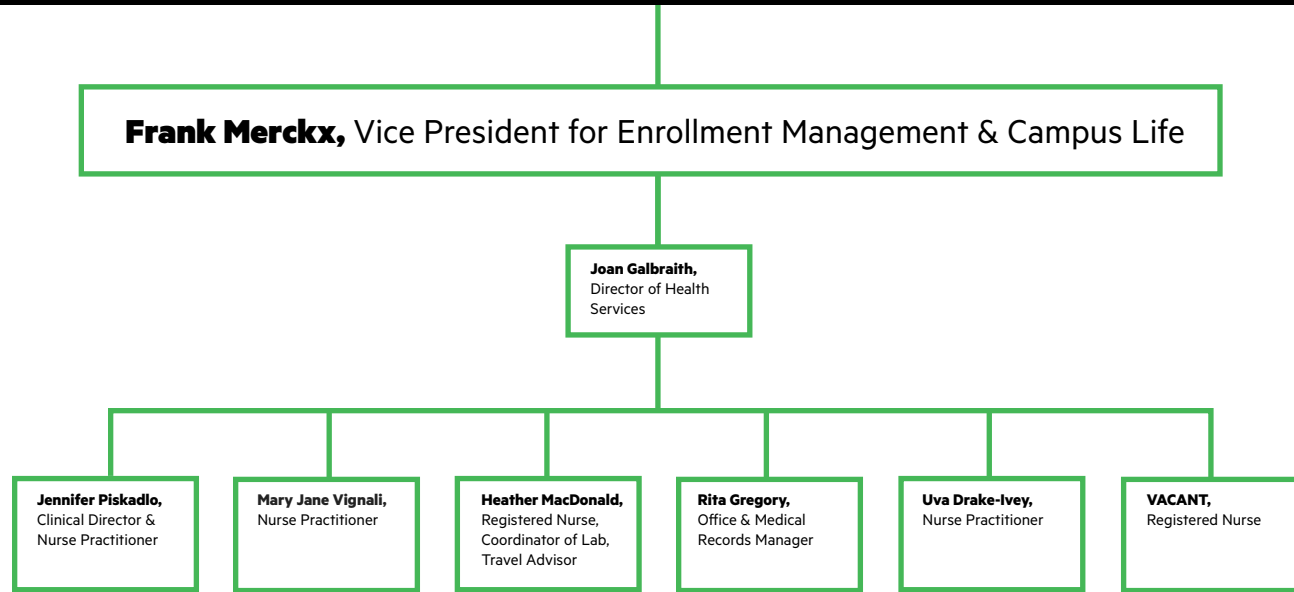 Frank Merckx, Vice President for Enrollment Management & Campus Life
Joan Galbraith,
Director of Health
Services
Jennifer Piskadlo,
Clinical Director &
Nurse Practitioner
Mary Jane Vignali,
Nurse Practitioner
Heather MacDonald,
Registered Nurse,
Coordinator of Lab,
Travel Advisor
Rita Gregory,
Office & Medical
Records Manager
Uva Drake-Ivey,
Nurse Practitioner
VACANT,
Registered Nurse